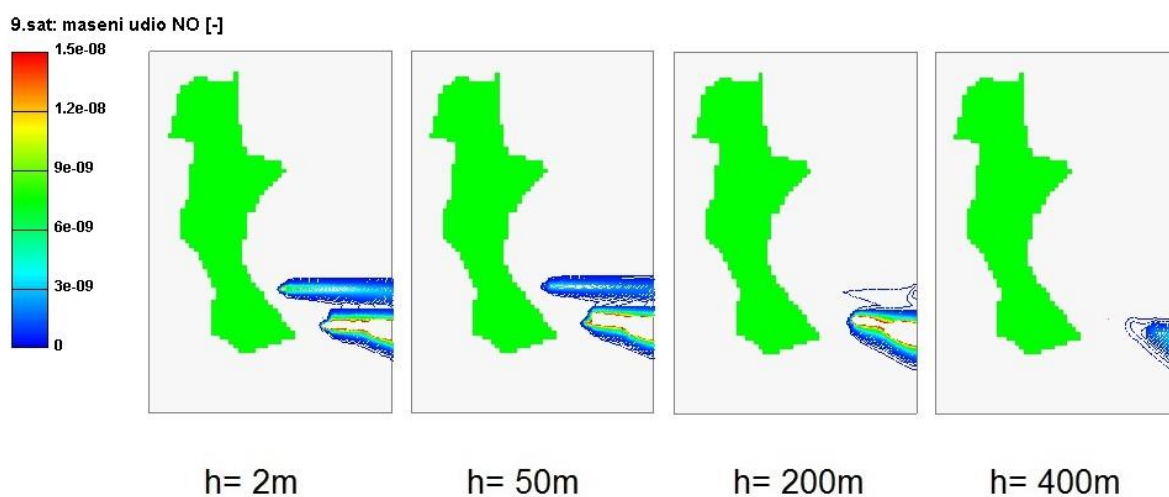 9.sat: maseni udio NO [-]
1.5e-08
1.2e-08
9e-09
6e-09
3e-09
0
h= 2m
h= 50m
h= 200m
h= 400m